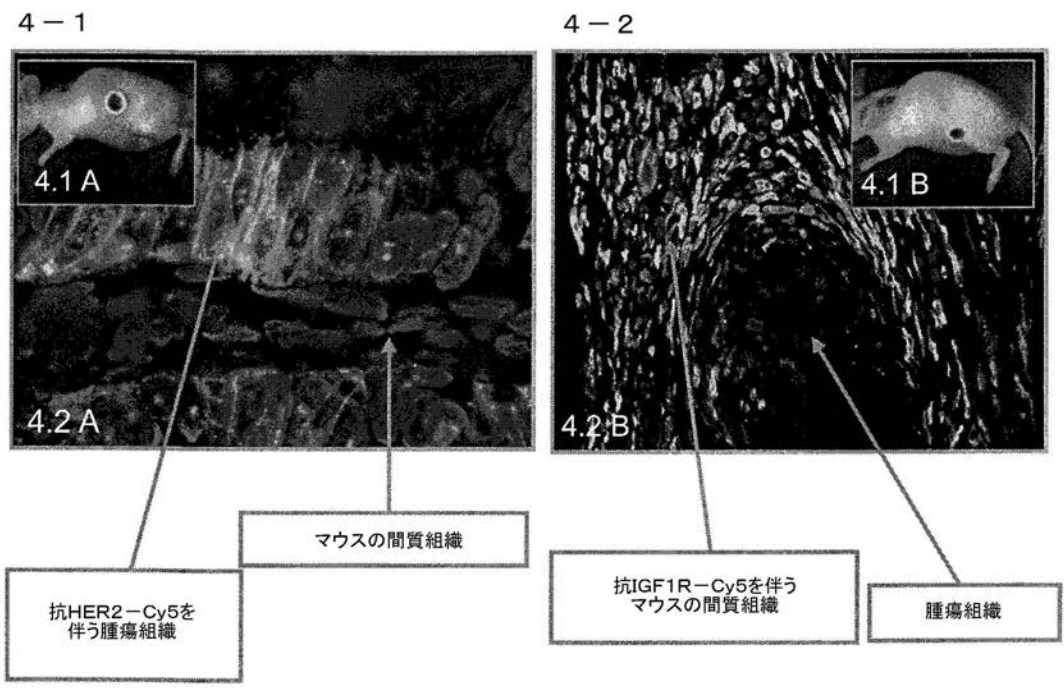 4－1
4－2
4.1 A
4.1 B
4.2 A
4.2 B
マウスの間質組織
抗HER2－Cy5を
伴う腫瘍組織
抗IGF1R－Cy5を伴う
マウスの間質組織
腫瘍組織